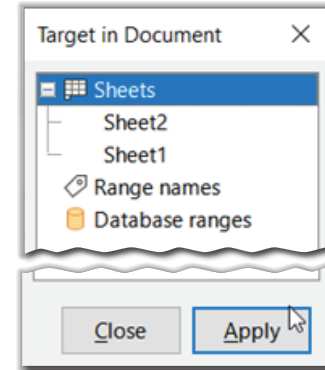 Target in Document
Sheets
Sheet2
Sheet1
Range names
Database ranges
Close Apply